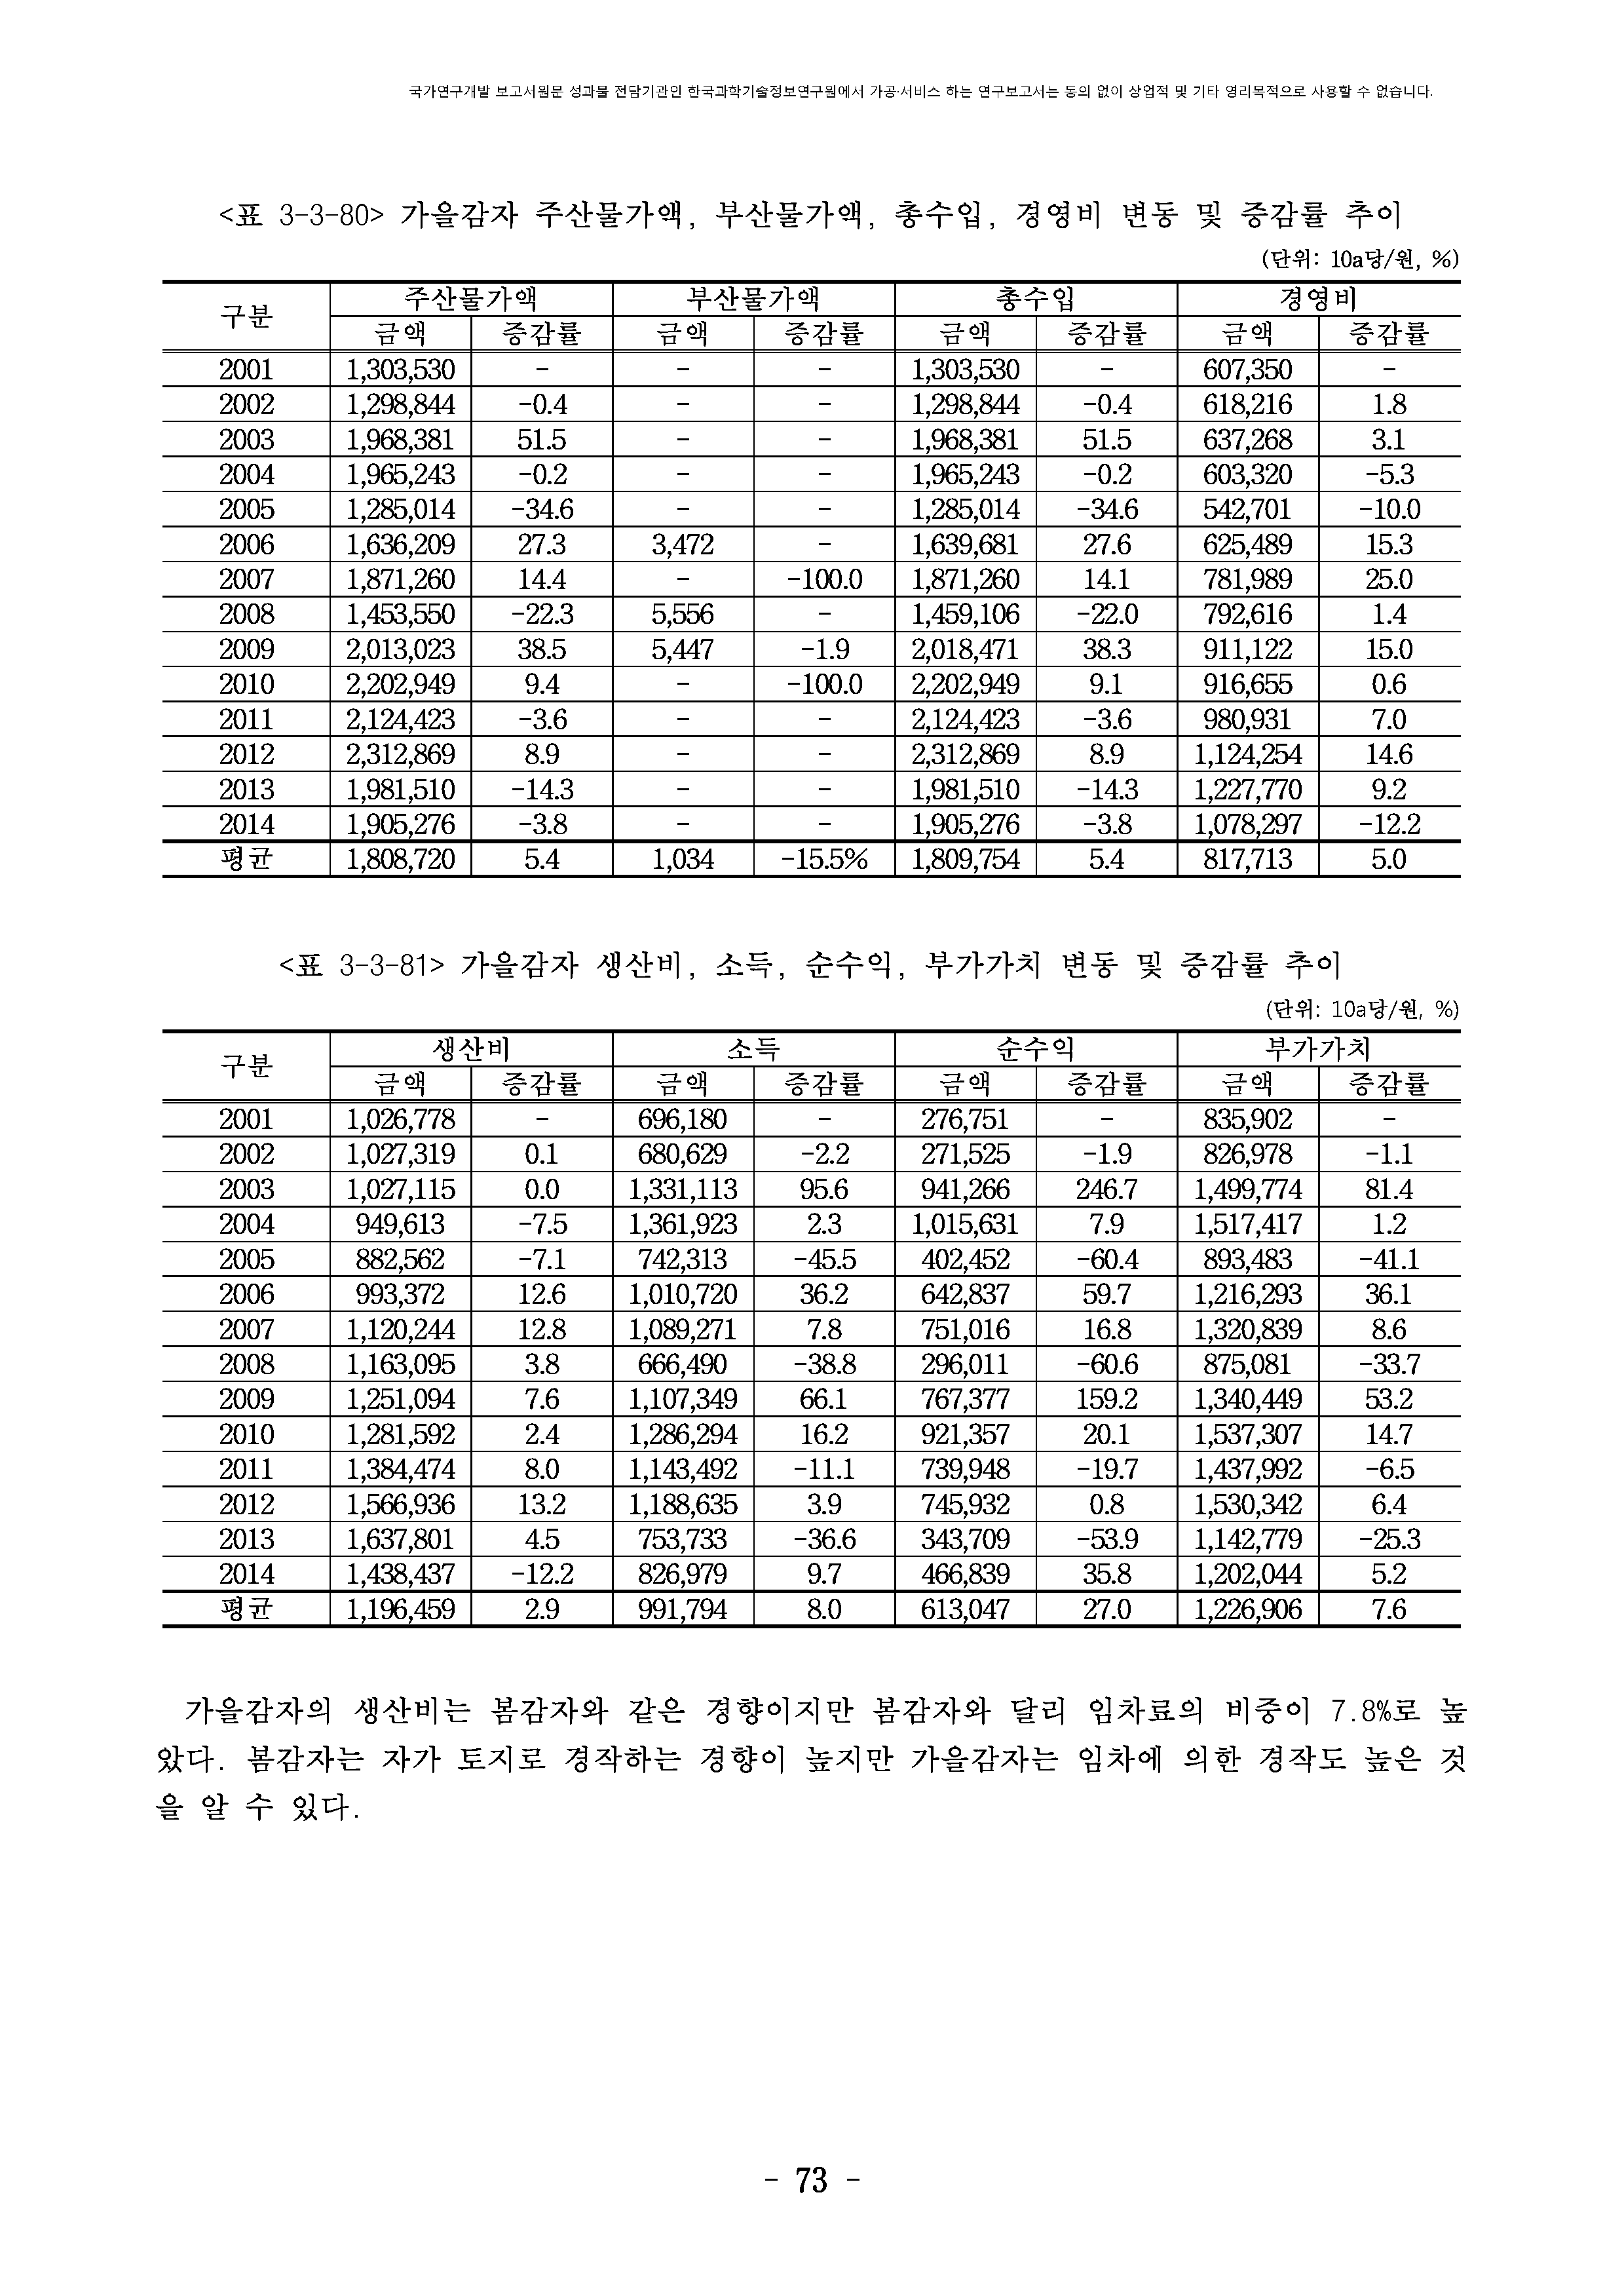 국가연구개발 보고서원문 성과물 전담기관인 한국과학기술정보연구원에서 가공·서비스 하는 연구보고서는 동의 없이 상업적 및 기타 영리목적으로 사용할 수 없습니다.
<표 3-3-80> 가을감자 주산물가액, 부산물가액, 총수입, 경영비 변동 및 증감률 추이
(단위: 10a당/원, %)
구분 주산물가액 부산물가액 총수입 경영비
금액 증감률 금액 증감률 금액 증감률 금액 증감률
2001 1,303,530 - - - 1,303,530 - 607,350 -
2002 1,298,844 -0.4 - - 1,298,844 -0.4 618,216 1.8
2003 1,968,381 51.5 - - 1,968,381 51.5 637,268 3.1
2004 1,965,243 -0.2 - - 1,965,243 -0.2 603,320 -5.3
2005 1,285,014 -34.6 - - 1,285,014 -34.6 542,701 -10.0
2006 1,636,209 27.3 3,472 - 1,639,681 27.6 625,489 15.3
2007 1,871,260 14.4 - -100.0 1,871,260 14.1 781,989 25.0
2008 1,453,550 -22.3 5,556 - 1,459,106 -22.0 792,616 1.4
2009 2,013,023 38.5 5,447 -1.9 2,018,471 38.3 911,122 15.0
2010 2,202,949 9.4 - -100.0 2,202,949 9.1 916,655 0.6
2011 2,124,423 -3.6 - - 2,124,423 -3.6 980,931 7.0
2012 2,312,869 8.9 - - 2,312,869 8.9 1,124,254 14.6
2013 1,981,510 -14.3 - - 1,981,510 -14.3 1,227,770 9.2
2014 1,905,276 -3.8 - - 1,905,276 -3.8 1,078,297 -12.2
평균 1,808,720 5.4 1,034 -15.5% 1,809,754 5.4 817,713 5.0
<표 3-3-81> 가을감자 생산비, 소득, 순수익, 부가가치 변동 및 증감률 추이
(단위: 10a당/원, %)
구분 생산비 소득 순수익 부가가치
금액 증감률 금액 증감률 금액 증감률 금액 증감률
2001 1,026,778 - 696,180 - 276,751 - 835,902 -
2002 1,027,319 0.1 680,629 -2.2 271,525 -1.9 826,978 -1.1
2003 1,027,115 0.0 1,331,113 95.6 941,266 246.7 1,499,774 81.4
2004 949,613 -7.5 1,361,923 2.3 1,015,631 7.9 1,517,417 1.2
2005 882,562 -7.1 742,313 -45.5 402,452 -60.4 893,483 -41.1
2006 993,372 12.6 1,010,720 36.2 642,837 59.7 1,216,293 36.1
2007 1,120,244 12.8 1,089,271 7.8 751,016 16.8 1,320,839 8.6
2008 1,163,095 3.8 666,490 -38.8 296,011 -60.6 875,081 -33.7
2009 1,251,094 7.6 1,107,349 66.1 767,377 159.2 1,340,449 53.2
2010 1,281,592 2.4 1,286,294 16.2 921,357 20.1 1,537,307 14.7
2011 1,384,474 8.0 1,143,492 -11.1 739,948 -19.7 1,437,992 -6.5
2012 1,566,936 13.2 1,188,635 3.9 745,932 0.8 1,530,342 6.4
2013 1,637,801 4.5 753,733 -36.6 343,709 -53.9 1,142,779 -25.3
2014 1,438,437 -12.2 826,979 9.7 466,839 35.8 1,202,044 5.2
평균 1,196,459 2.9 991,794 8.0 613,047 27.0 1,226,906 7.6
가을감자의 생산비는 봄감자와 같은 경향이지만 봄감자와 달리 임차료의 비중이 7.8%로 높
았다. 봄감자는 자가 토지로 경작하는 경향이 높지만 가을감자는 임차에 의한 경작도 높은 것
을 알 수 있다.
- 73 -